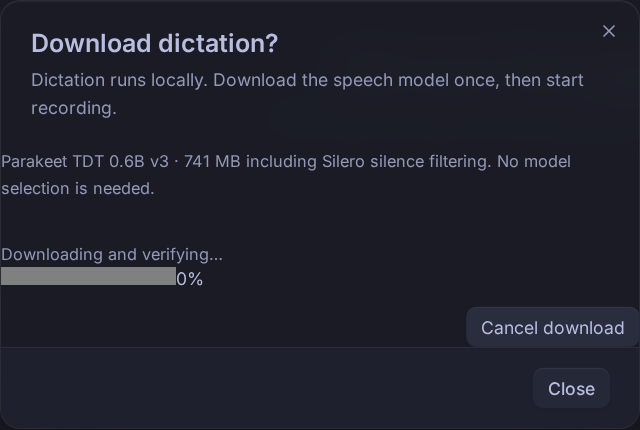 Download dictation?
Dictation runs locally. Download the speech model once, then start
recording.
Parakeet TDT 0.6B v3 · 741 MB including Silero silence filtering. No model
selection is needed.
Downloading and verifying...
0%
Cancel download
Close